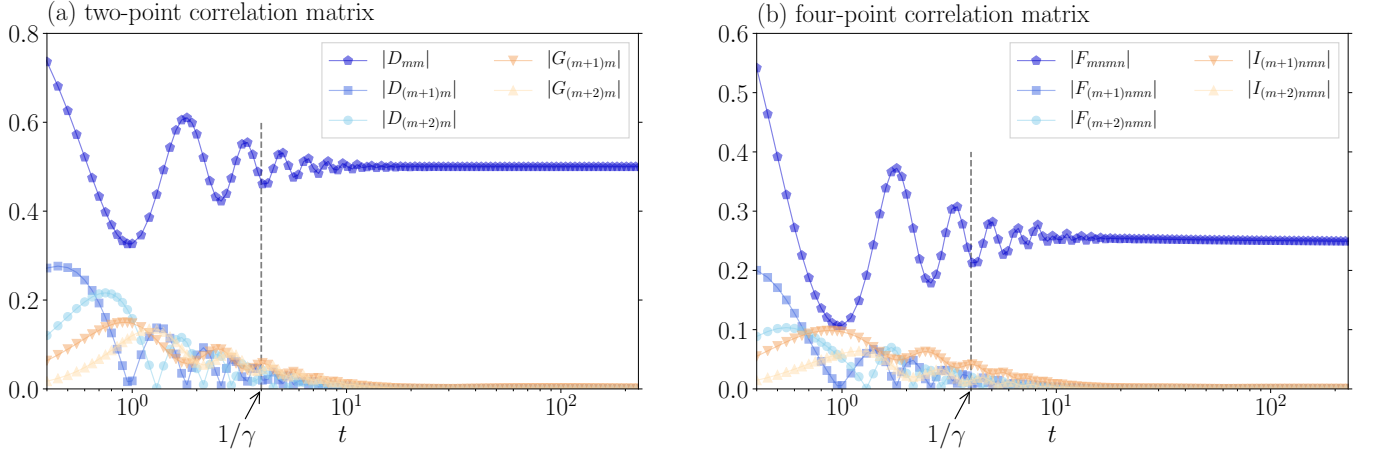 (a) two-point correlation matrix
0.8
0.6
0.4
0.2
0.0
|D_{mm}|
|D_{(m+1)m}|
|D_{(m+2)m}|
|G_{(m+1)m}|
|G_{(m+2)m}|
10^0
10^1
10^2
1/γ
t
(b) four-point correlation matrix
0.6
0.5
0.4
0.3
0.2
0.1
0.0
|F_{mnmn}|
|F_{(m+1)nmn}|
|F_{(m+2)nmn}|
|I_{(m+1)nmn}|
|I_{(m+2)nmn}|
10^0
10^1
10^2
1/γ
t